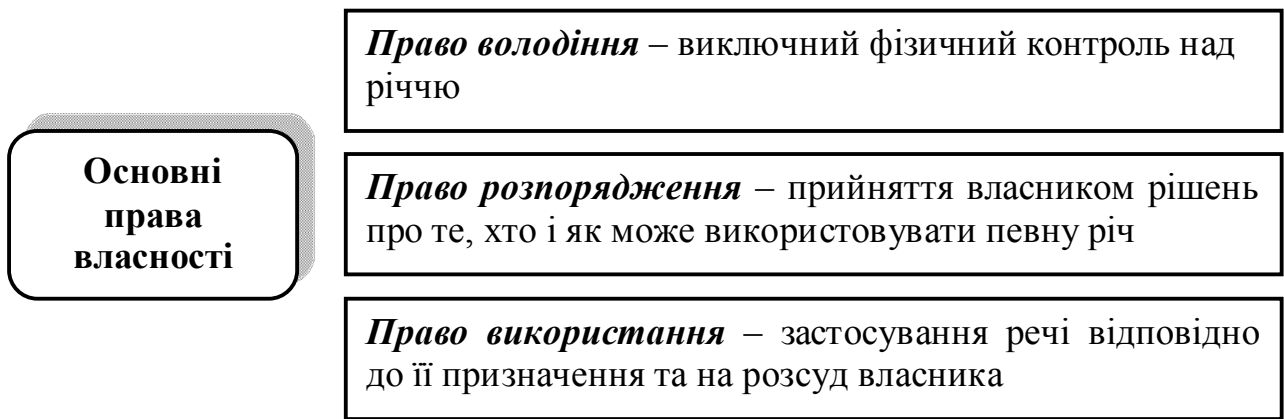 Право володіння – виключний фізичний контроль над
річчю
Основні
права
власності
Право розпорядження – прийняття власником рішень
про те, хто і як може використовувати певну річ
Право використання – застосування речі відповідно
до її призначення та на розсуд власника